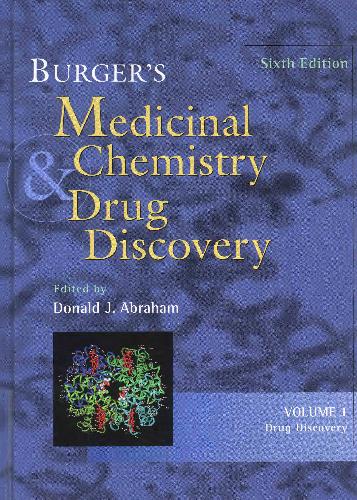 Sixth Edition
BURGER'S
Medicinal
& Chemistry
Drug
Discovery
Edited by
Donald J. Abraham
VOLUME 1
Drug Discovery